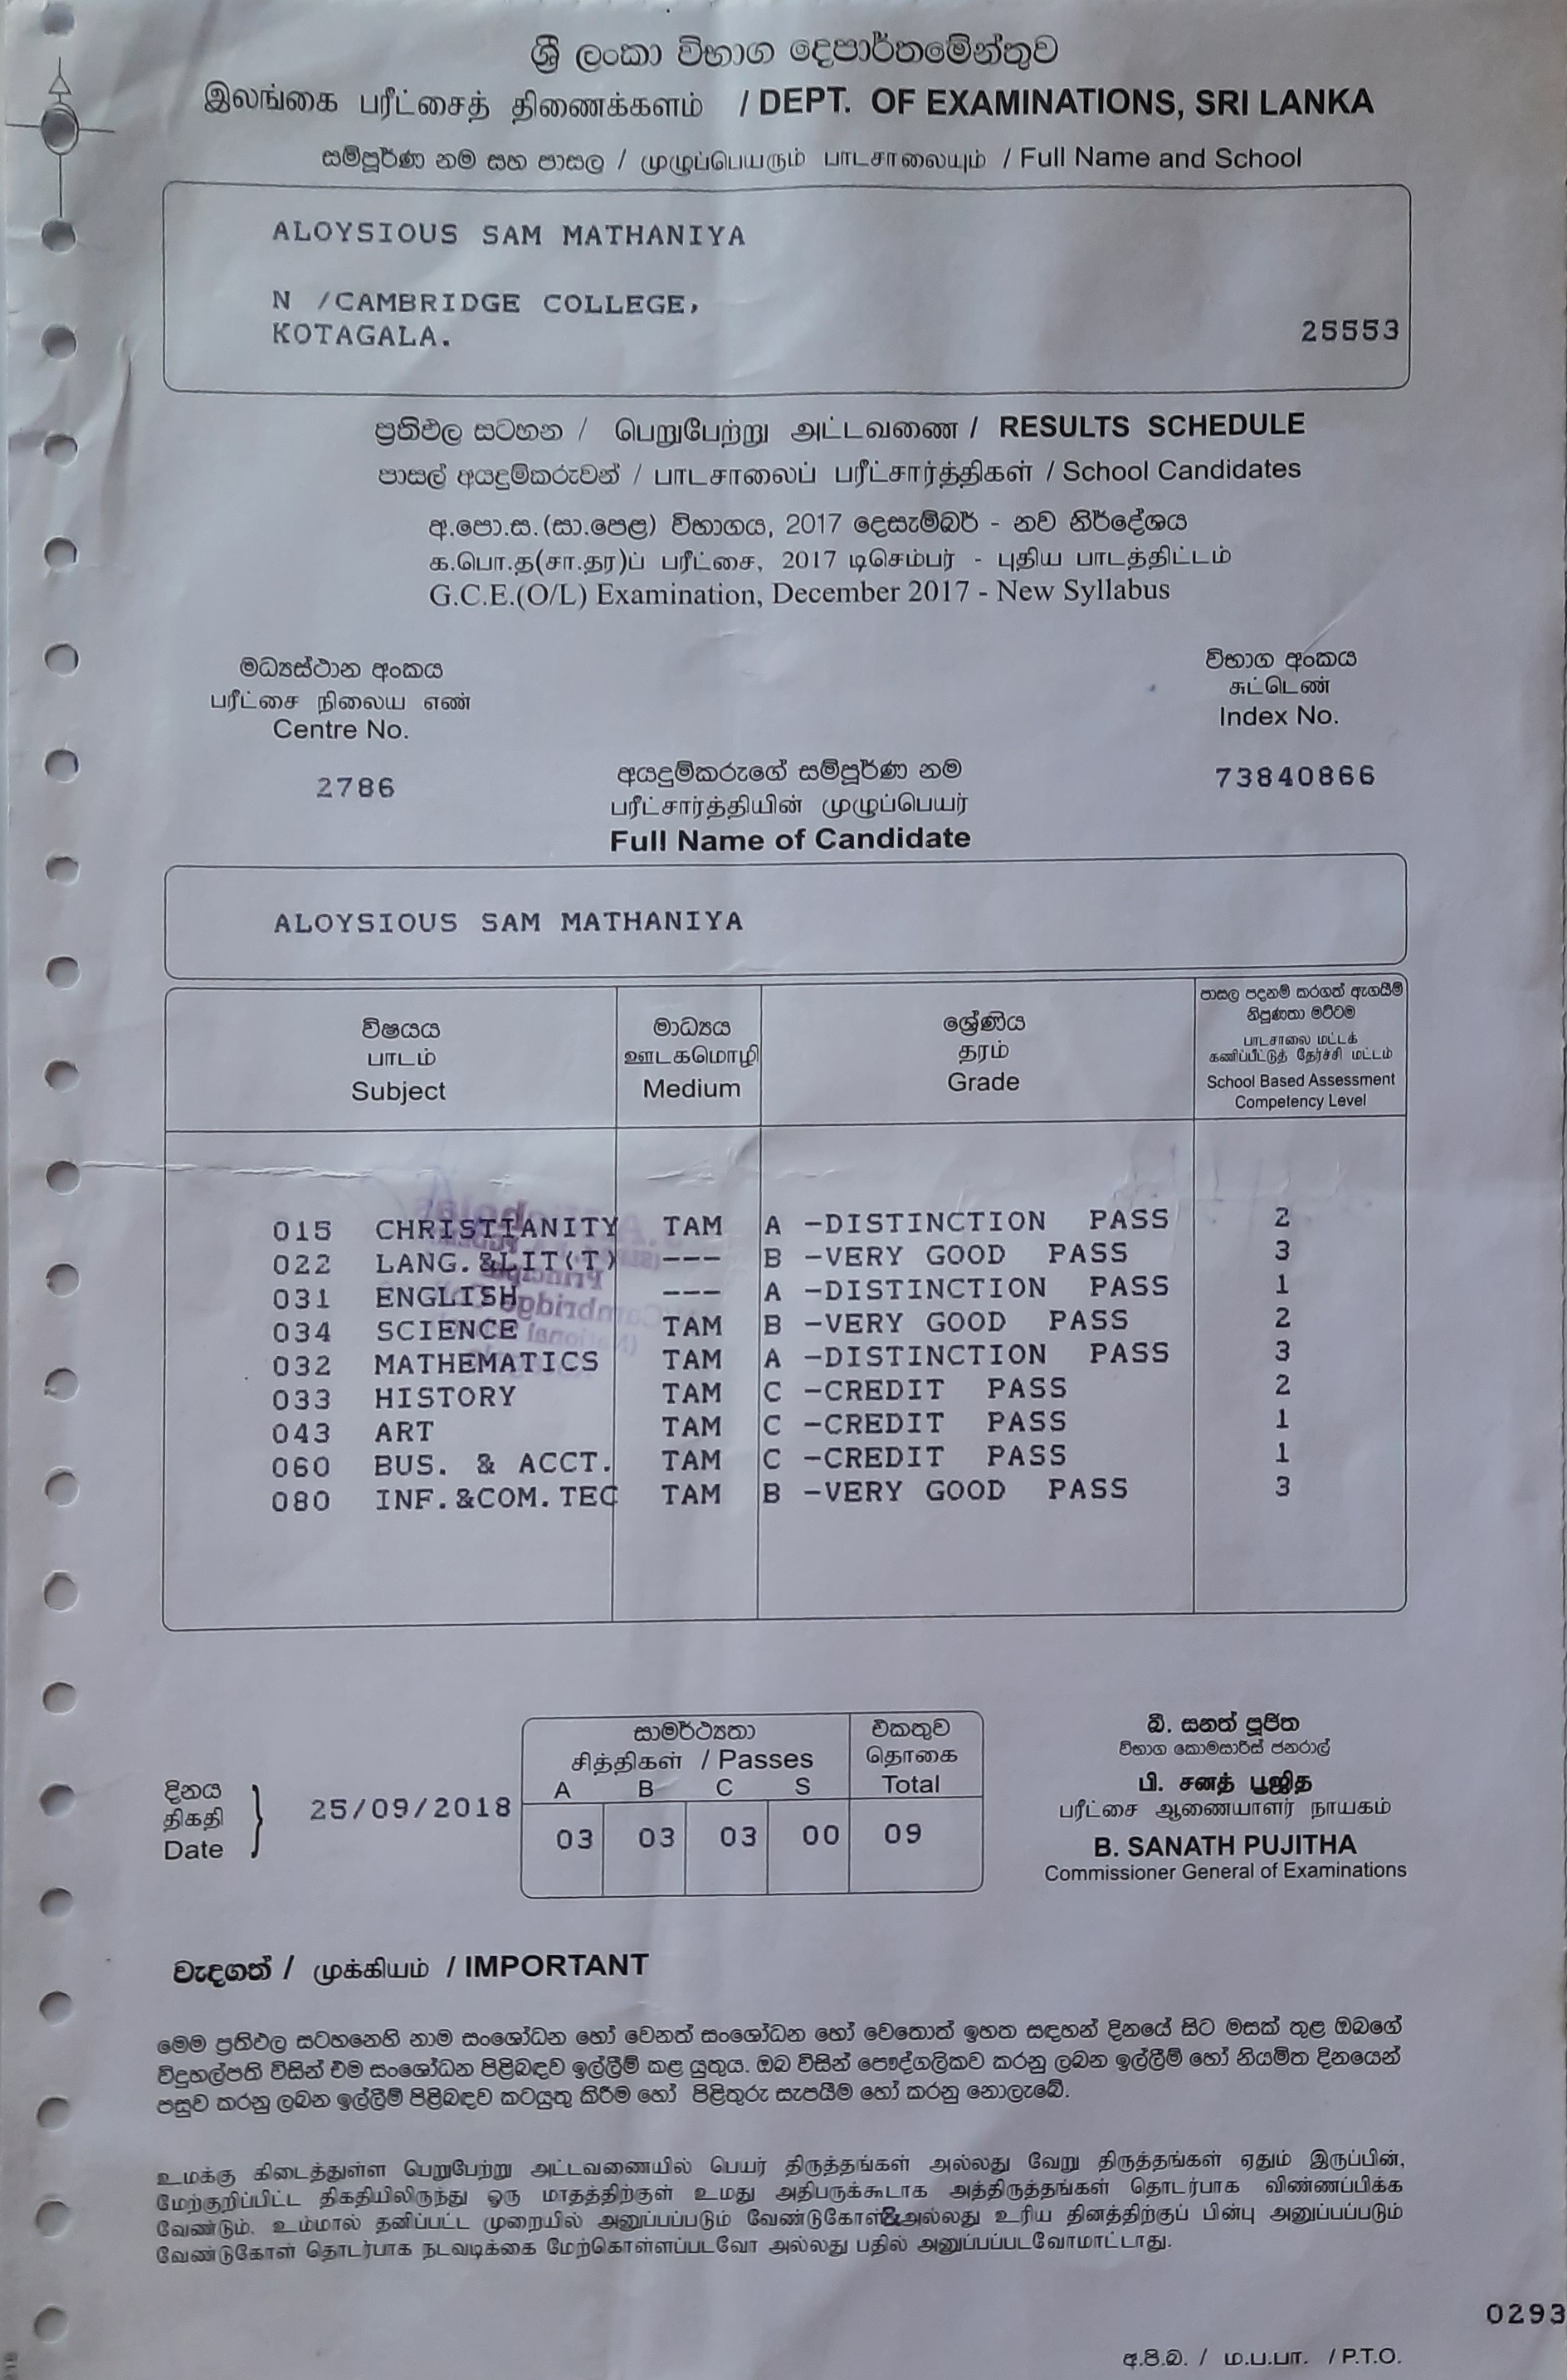 ශ්‍රී ලංකා විභාග දෙපාර්තමේන්තුව
இலங்கை பரீட்சைத் திணைக்களம் / DEPT. OF EXAMINATIONS, SRI LANKA
සම්පූර්ණ නම සහ පාසල / முழுப்பெயரும் பாடசாலையும் / Full Name and School
ALOYSIOUS SAM MATHANIYA
N /CAMBRIDGE COLLEGE,
KOTAGALA. 25553
ප්‍රතිඵල සටහන / பெறுபேற்று அட்டவணை / RESULTS SCHEDULE
පාසල් අයදුම්කරුවන් / பாடசாலைப் பரீட்சார்த்திகள் / School Candidates
අ.පො.ස.(සා.පෙළ) විභාගය, 2017 දෙසැම්බර් - නව නිර්දේශය
க.பொ.த(சா.தர)ப் பரீட்சை, 2017 டிசெம்பர் - புதிய பாடத்திட்டம்
G.C.E.(O/L) Examination, December 2017 - New Syllabus
මධ්‍යස්ථාන අංකය
பரீட்சை நிலைய எண்
Centre No.
2786
විභාග අංකය
சுட்டெண்
Index No.
73840866
අයදුම්කරුගේ සම්පූර්ණ නම
பரீட்சார்த்தியின் முழுப்பெயர்
Full Name of Candidate
ALOYSIOUS SAM MATHANIYA
විෂයය
பாடம்
Subject
මාධ්‍යය
ஊடகமொழி
Medium
ශ්‍රේණිය
தரம்
Grade
පාසල පදනම් කරගත් ඇගයීම්
නිපුණතා මට්ටම
பாடசாலை மட்டக்
கணிப்பீட்டுத் தேர்ச்சி மட்டம்
School Based Assessment
Competency Level
015 CHRISTIANITY TAM A -DISTINCTION PASS 2
022 LANG.&LIT(T) --- B -VERY GOOD PASS 3
031 ENGLISH --- A -DISTINCTION PASS 1
034 SCIENCE TAM B -VERY GOOD PASS 2
032 MATHEMATICS TAM A -DISTINCTION PASS 3
033 HISTORY TAM C -CREDIT PASS 2
043 ART TAM C -CREDIT PASS 1
060 BUS. & ACCT. TAM C -CREDIT PASS 1
080 INF.&COM.TEC TAM B -VERY GOOD PASS 3
දිනය
திகதி
Date
25/09/2018
සාමර්ථ්‍යතා
சித்திகள் / Passes
A B C S
එකතුව
தொகை
Total
03 03 03 00 09
බී. සනත් පූජිත
විභාග කොමසාරිස් ජනරාල්
பி. சனத் பூஜித
பரீட்சை ஆணையாளர் நாயகம்
B. SANATH PUJITHA
Commissioner General of Examinations
වැදගත් / முக்கியம் / IMPORTANT
මෙම ප්‍රතිඵල සටහනෙහි නාම සංශෝධන හෝ වෙනත් සංශෝධන හෝ වෙතොත් ඉහත සඳහන් දිනයේ සිට මසක් තුළ ඔබගේ
විදුහල්පති විසින් එම සංශෝධන පිළිබඳව ඉල්ලීම් කළ යුතුය. ඔබ විසින් පෞද්ගලිකව කරනු ලබන ඉල්ලීම් හෝ නියමිත දිනයෙන්
පසුව කරනු ලබන ඉල්ලීම් පිළිබඳව කටයුතු කිරීම හෝ පිළිතුරු සැපයීම හෝ කරනු නොලැබේ.
உமக்கு கிடைத்துள்ள பெறுபேற்று அட்டவணையில் பெயர் திருத்தங்கள் அல்லது வேறு திருத்தங்கள் ஏதும் இருப்பின்,
மேற்குறிப்பிட்ட திகதியிலிருந்து ஒரு மாதத்திற்குள் உமது அதிபருக்கூடாக அத்திருத்தங்கள் தொடர்பாக விண்ணப்பிக்க
வேண்டும். உம்மால் தனிப்பட்ட முறையில் அனுப்பப்படும் வேண்டுகோள் அல்லது உரிய தினத்திற்குப் பின்பு அனுப்பப்படும்
வேண்டுகோள் தொடர்பாக நடவடிக்கை மேற்கொள்ளப்படவோ அல்லது பதில் அனுப்பப்படவோமாட்டாது.
0293
අ.පි.බ. / ம.ப.பா. / P.T.O.